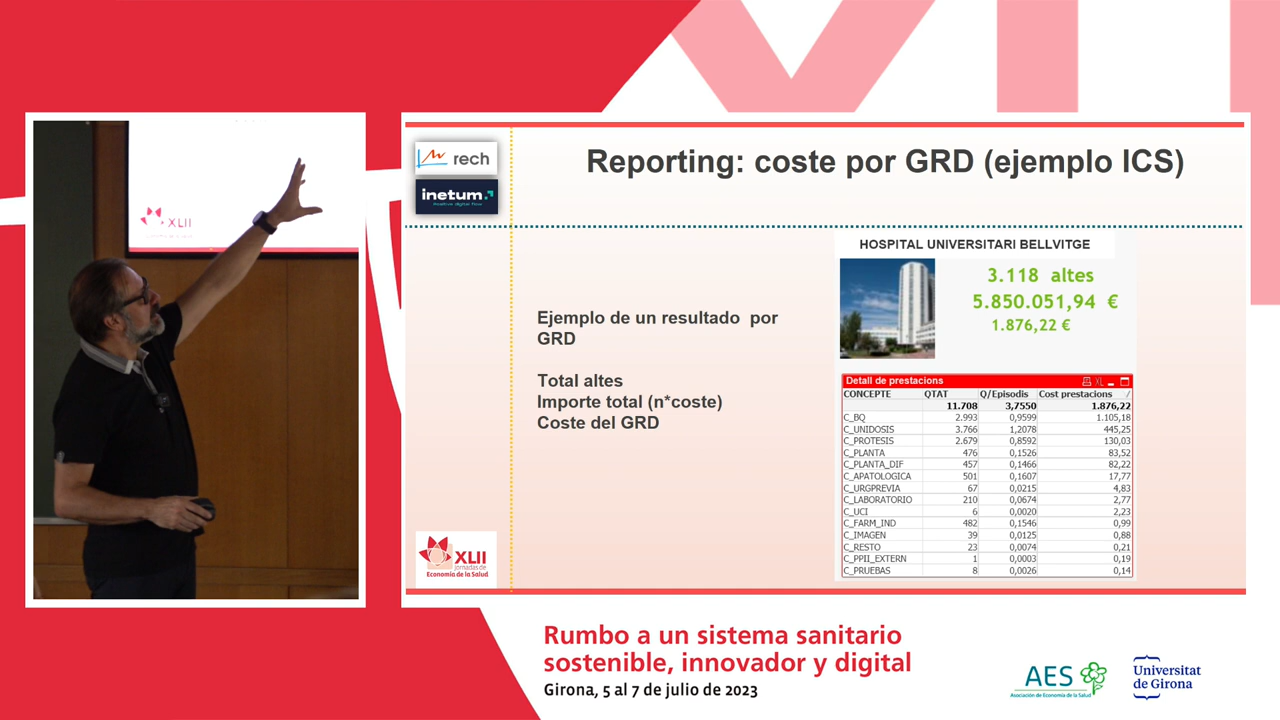 XLII
rech
inetum.
Positive digital flow
Reporting: coste por GRD (ejemplo ICS)
HOSPITAL UNIVERSITARI BELLVITGE
3.118 altes
5.850.051,94 €
1.876,22 €
Ejemplo de un resultado por
GRD
Total altes
Importe total (n*coste)
Coste del GRD
Detall de prestacions XL
CONCEPTE QTAT Q/Episodis Cost prestacions
11.708 3,7550 1.876,22
C_BQ 2.993 0,9599 1.105,18
C_UNIDOSIS 3.766 1,2078 445,25
C_PROTESIS 2.679 0,8592 130,03
C_PLANTA 476 0,1526 83,52
C_PLANTA_DIF 457 0,1466 82,22
C_APATOLOGICA 501 0,1607 17,77
C_URGPREVIA 67 0,0215 4,83
C_LABORATORIO 210 0,0674 2,77
C_UCI 6 0,0020 2,23
C_FARM_IND 482 0,1546 0,99
C_IMAGEN 39 0,0125 0,88
C_RESTO 23 0,0074 0,21
C_PPII_EXTERN 1 0,0003 0,19
C_PRUEBAS 8 0,0026 0,14
XLII
Jornadas de
Economía de la Salud
Rumbo a un sistema sanitario
sostenible, innovador y digital
Girona, 5 al 7 de julio de 2023
AES
Asociación de Economía de la Salud
Universitat
de Girona